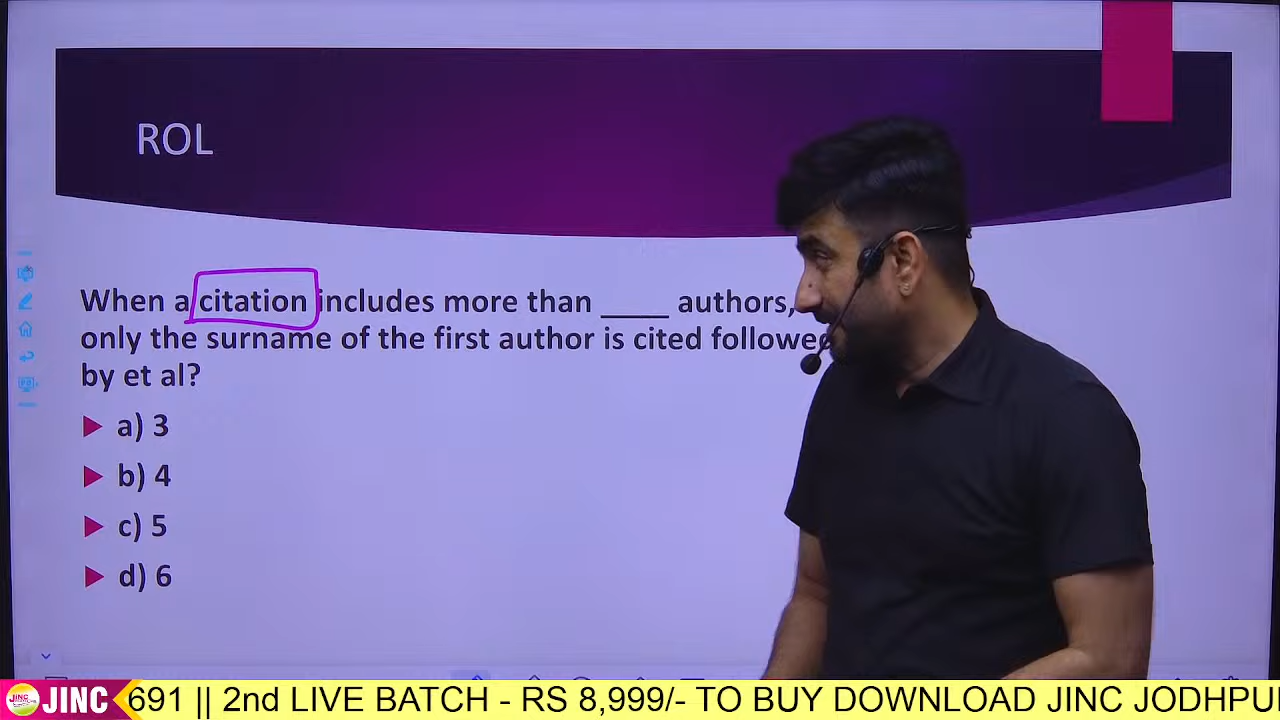 ROL
When a citation includes more than ____ authors,
only the surname of the first author is cited followed
by et al?
a) 3
b) 4
c) 5
d) 6
JINC 691 || 2nd LIVE BATCH - RS 8,999/- TO BUY DOWNLOAD JINC JODHPU